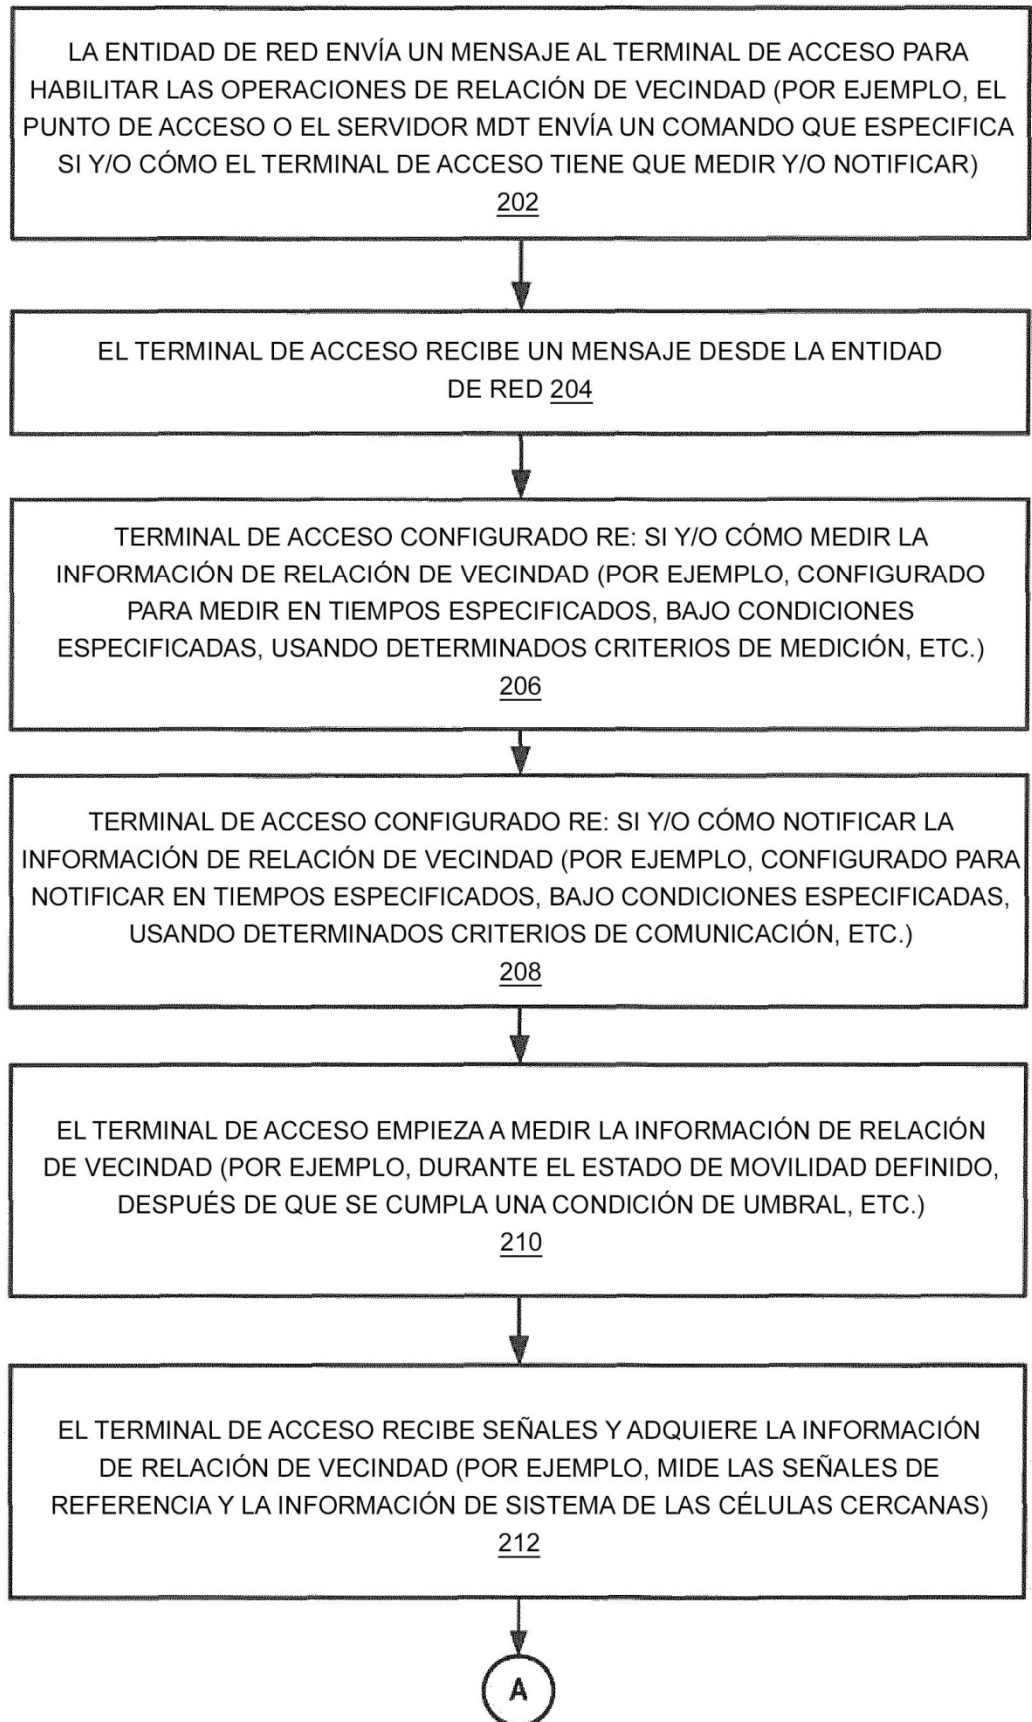 LA ENTIDAD DE RED ENVÍA UN MENSAJE AL TERMINAL DE ACCESO PARA
HABILITAR LAS OPERACIONES DE RELACIÓN DE VECINDAD (POR EJEMPLO, EL
PUNTO DE ACCESO O EL SERVIDOR MDT ENVÍA UN COMANDO QUE ESPECIFICA
SI Y/O CÓMO EL TERMINAL DE ACCESO TIENE QUE MEDIR Y/O NOTIFICAR)
202
EL TERMINAL DE ACCESO RECIBE UN MENSAJE DESDE LA ENTIDAD
DE RED 204
TERMINAL DE ACCESO CONFIGURADO RE: SI Y/O CÓMO MEDIR LA
INFORMACIÓN DE RELACIÓN DE VECINDAD (POR EJEMPLO, CONFIGURADO
PARA MEDIR EN TIEMPOS ESPECIFICADOS, BAJO CONDICIONES
ESPECIFICADAS, USANDO DETERMINADOS CRITERIOS DE MEDICIÓN, ETC.)
206
TERMINAL DE ACCESO CONFIGURADO RE: SI Y/O CÓMO NOTIFICAR LA
INFORMACIÓN DE RELACIÓN DE VECINDAD (POR EJEMPLO, CONFIGURADO PARA
NOTIFICAR EN TIEMPOS ESPECIFICADOS, BAJO CONDICIONES ESPECIFICADAS,
USANDO DETERMINADOS CRITERIOS DE COMUNICACIÓN, ETC.)
208
EL TERMINAL DE ACCESO EMPIEZA A MEDIR LA INFORMACIÓN DE RELACIÓN
DE VECINDAD (POR EJEMPLO, DURANTE EL ESTADO DE MOVILIDAD DEFINIDO,
DESPUÉS DE QUE SE CUMPLA UNA CONDICIÓN DE UMBRAL, ETC.)
210
EL TERMINAL DE ACCESO RECIBE SEÑALES Y ADQUIERE LA INFORMACIÓN
DE RELACIÓN DE VECINDAD (POR EJEMPLO, MIDE LAS SEÑALES DE
REFERENCIA Y LA INFORMACIÓN DE SISTEMA DE LAS CÉLULAS CERCANAS)
212
A